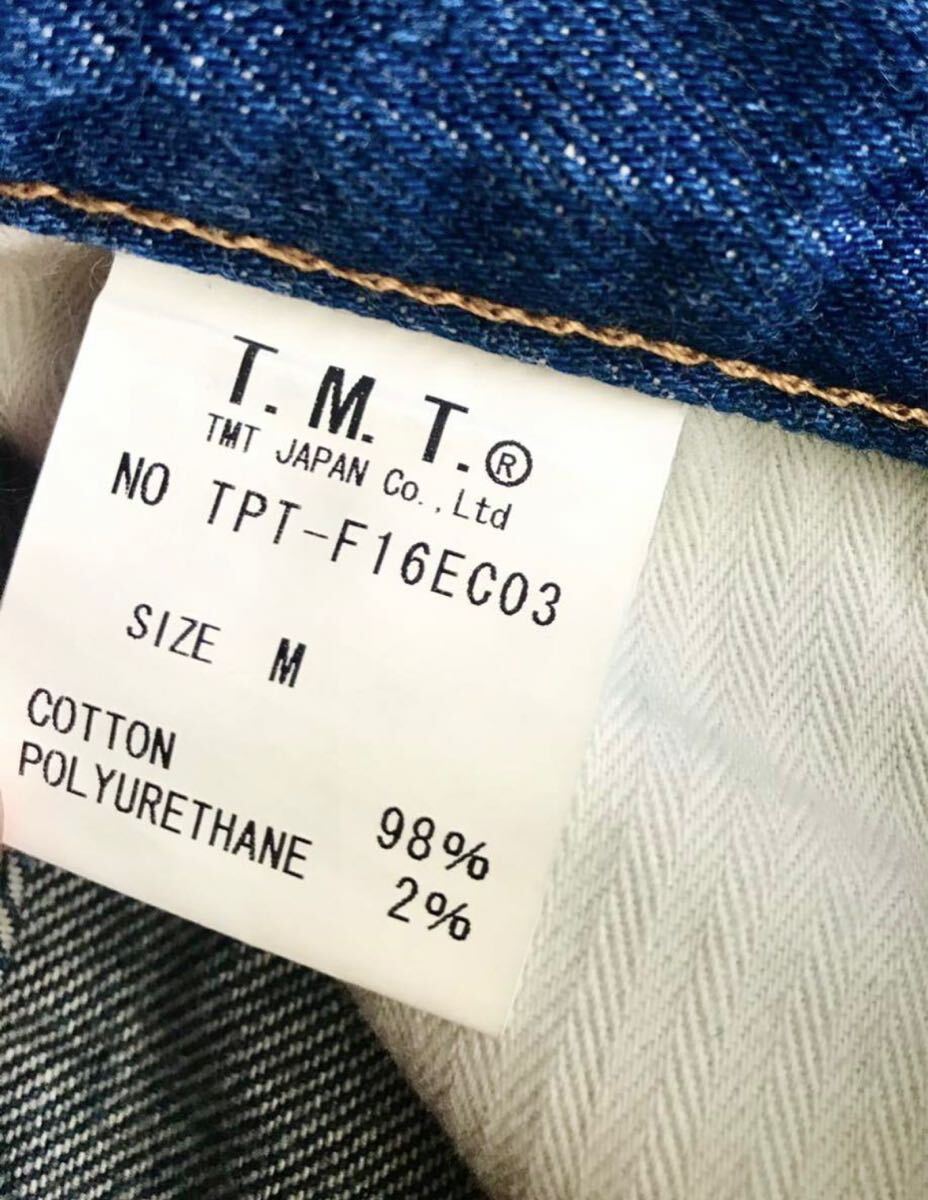 T.M.T.®
TMT JAPAN Co.,Ltd
NO TPT-F16EC03
SIZE M
COTTON 98%
POLYURETHANE 2%